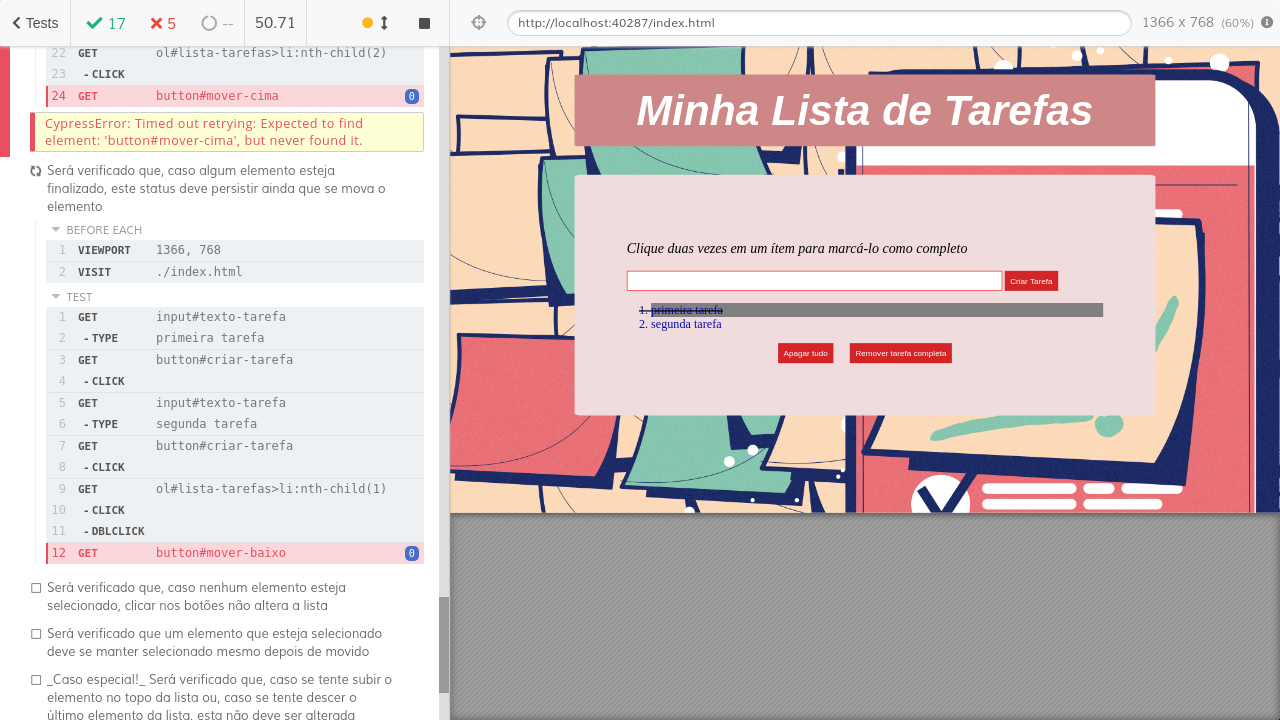 Tests 17 5 -- 50.71
22 GET ol#lista-tarefas>li:nth-child(2)
23 -CLICK
24 GET button#mover-cima 0
CypressError: Timed out retrying: Expected to find
element: 'button#mover-cima', but never found it.
Será verificado que, caso algum elemento esteja
finalizado, este status deve persistir ainda que se mova o
elemento
BEFORE EACH
1 VIEWPORT 1366, 768
2 VISIT ./index.html
TEST
1 GET input#texto-tarefa
2 -TYPE primeira tarefa
3 GET button#criar-tarefa
4 -CLICK
5 GET input#texto-tarefa
6 -TYPE segunda tarefa
7 GET button#criar-tarefa
8 -CLICK
9 GET ol#lista-tarefas>li:nth-child(1)
10 -CLICK
11 -DBLCLICK
12 GET button#mover-baixo 0
Será verificado que, caso nenhum elemento esteja
selecionado, clicar nos botões não altera a lista
Será verificado que um elemento que esteja selecionado
deve se manter selecionado mesmo depois de movido
_Caso especial!_ Será verificado que, caso se tente subir o
elemento no topo da lista ou, caso se tente descer o
último elemento da lista, esta não deve ser alterada
http://localhost:40287/index.html 1366 x 768 (60%)
Minha Lista de Tarefas
Clique duas vezes em um ítem para marcá-lo como completo
Criar Tarefa
1. primeira tarefa
2. segunda tarefa
Apagar tudo Remover tarefa completa